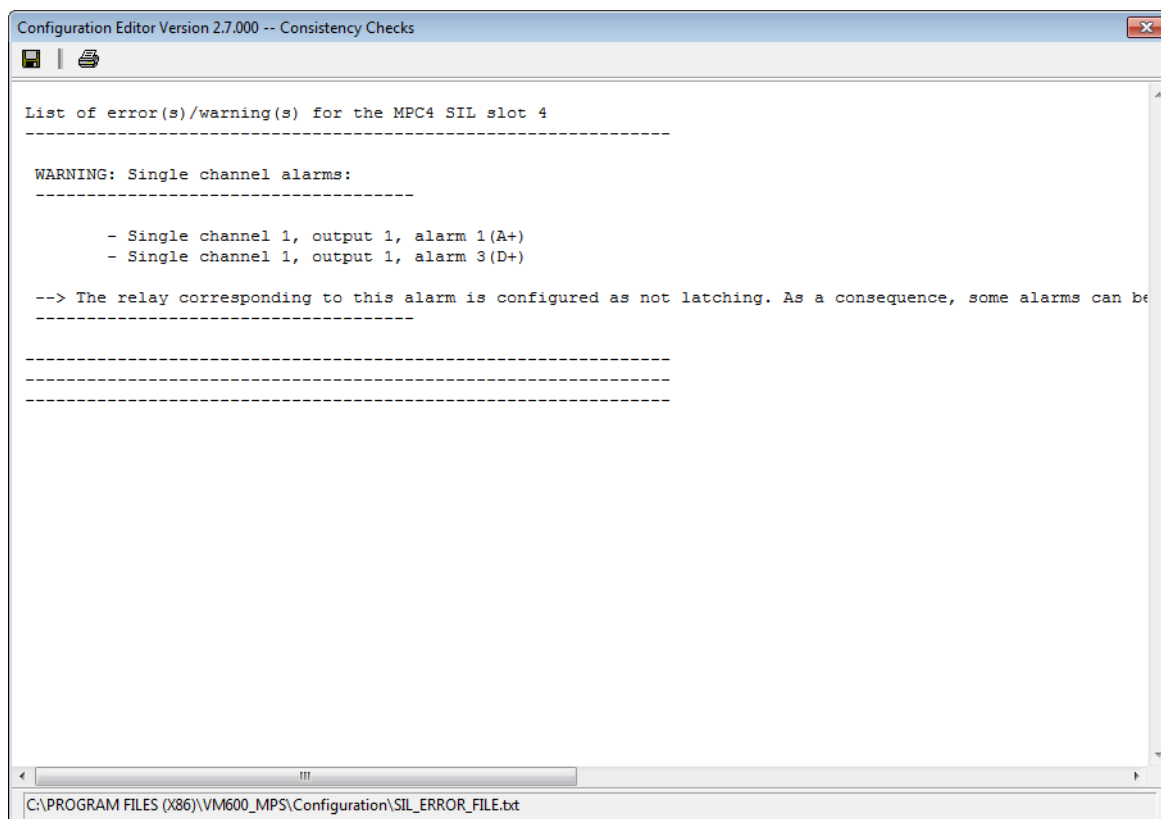 Configuration Editor Version 2.7.000 -- Consistency Checks
List of error(s)/warning(s) for the MPC4 SIL slot 4
---------------------------------------------------------------
WARNING: Single channel alarms:
-------------------------------------
- Single channel 1, output 1, alarm 1(A+)
- Single channel 1, output 1, alarm 3(D+)
--> The relay corresponding to this alarm is configured as not latching. As a consequence, some alarms can be
-------------------------------------
---------------------------------------------------------------
---------------------------------------------------------------
---------------------------------------------------------------
C:\PROGRAM FILES (X86)\VM600_MPS\Configuration\SIL_ERROR_FILE.txt